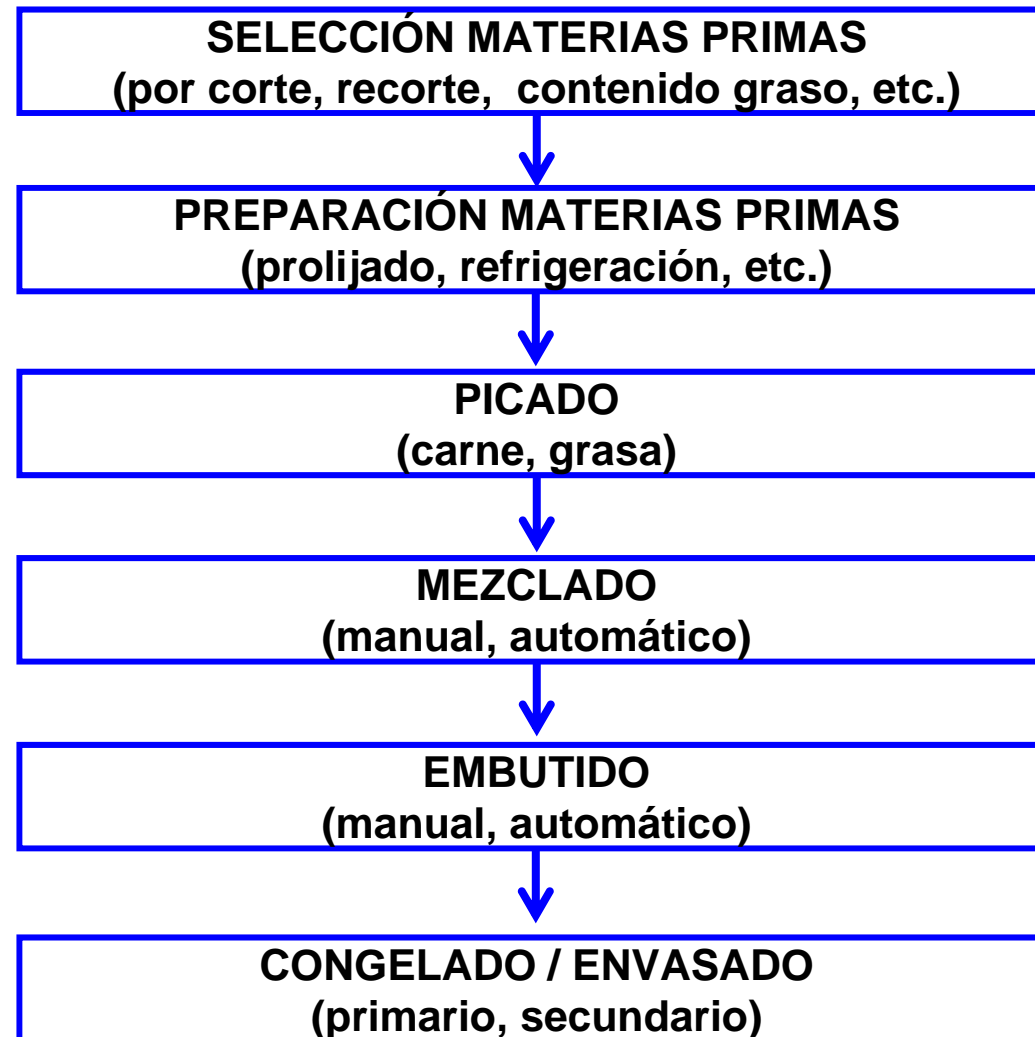 SELECCIÓN MATERIAS PRIMAS
(por corte, recorte, contenido graso, etc.)
PREPARACIÓN MATERIAS PRIMAS
(prolijado, refrigeración, etc.)
PICADO
(carne, grasa)
MEZCLADO
(manual, automático)
EMBUTIDO
(manual, automático)
CONGELADO / ENVASADO
(primario, secundario)